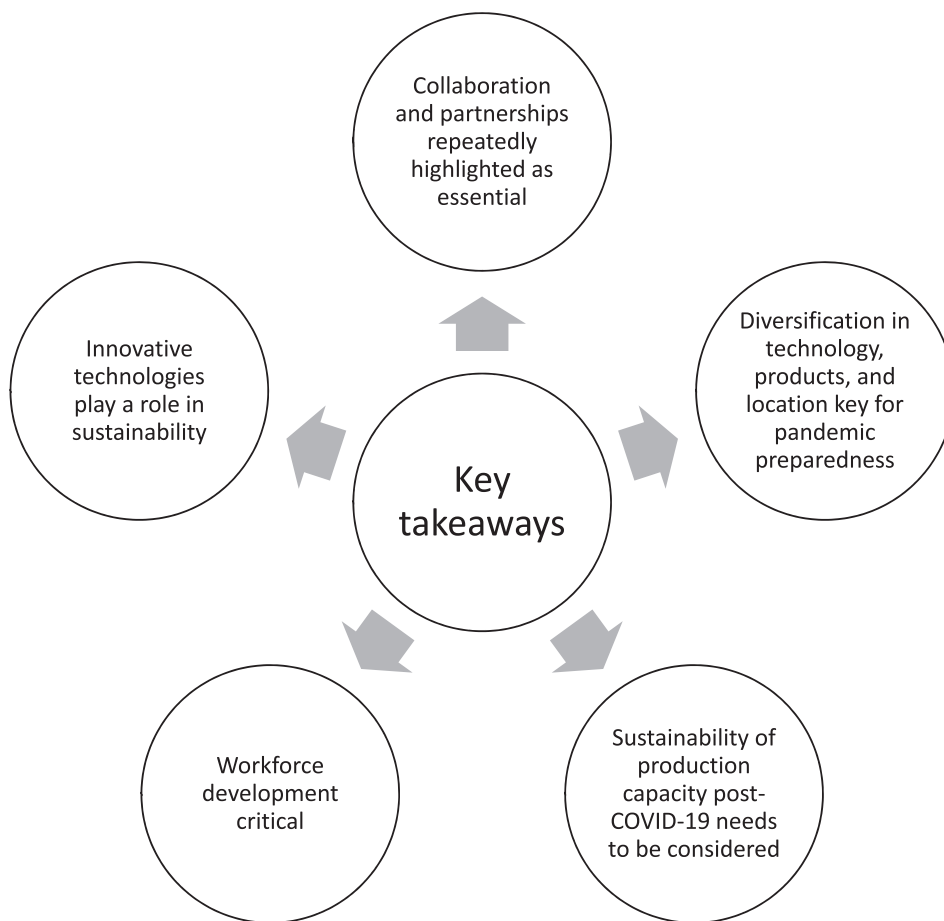 Collaboration
and partnerships
repeatedly
highlighted as
essential
Innovative
technologies
play a role in
sustainability
Diversification in
technology,
products, and
location key for
pandemic
preparedness
Key
takeaways
Workforce
development
critical
Sustainability of
production
capacity post-
COVID-19 needs
to be considered